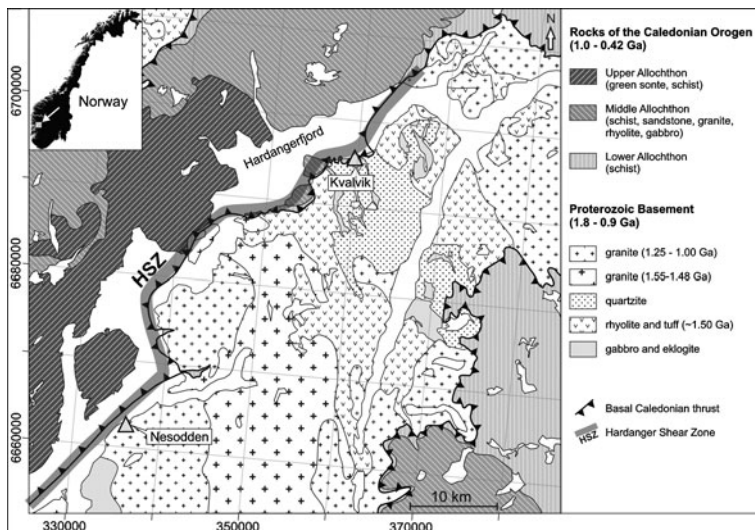 Norway
N
Hardangerfjord
Kvalvik
HSZ
Nesodden
10 km
6700000
6680000
6660000
330000
350000
370000
Rocks of the Caledonian Orogen
(1.0 - 0.42 Ga)
Upper Allochthon
(green sonte, schist)
Middle Allochthon
(schist, sandstone, granite,
rhyolite, gabbro)
Lower Allochthon
(schist)
Proterozoic Basement
(1.8 - 0.9 Ga)
granite (1.25 - 1.00 Ga)
granite (1.55-1.48 Ga)
quartzite
rhyolite and tuff (~1.50 Ga)
gabbro and eklogite
Basal Caledonian thrust
HSZ
Hardanger Shear Zone